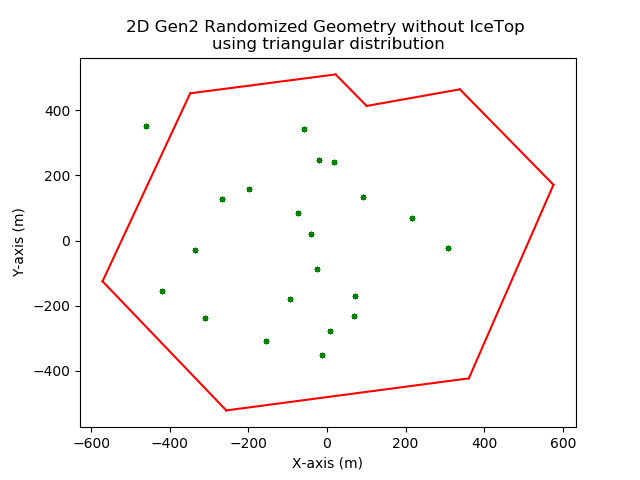 2D Gen2 Randomized Geometry without IceTop
using triangular distribution
400
200
0
−200
−400
Y-axis (m)
−600 −400 −200 0 200 400 600
X-axis (m)